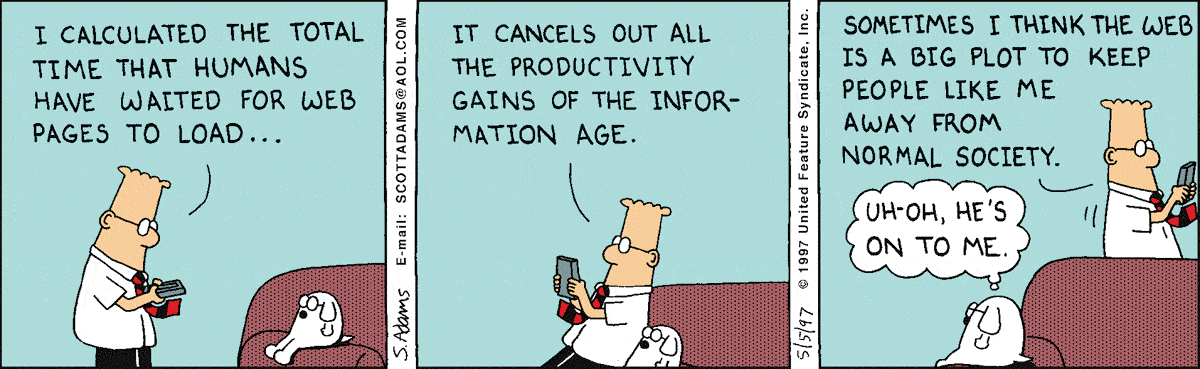 I CALCULATED THE TOTAL
TIME THAT HUMANS
HAVE WAITED FOR WEB
PAGES TO LOAD...
S. Adams
E-mail: SCOTTADAMS@AOL.COM
IT CANCELS OUT ALL
THE PRODUCTIVITY
GAINS OF THE INFOR-
MATION AGE.
5/5/97
© 1997 United Feature Syndicate, Inc.
SOMETIMES I THINK THE WEB
IS A BIG PLOT TO KEEP
PEOPLE LIKE ME
AWAY FROM
NORMAL SOCIETY.
UH-OH, HE'S
ON TO ME.